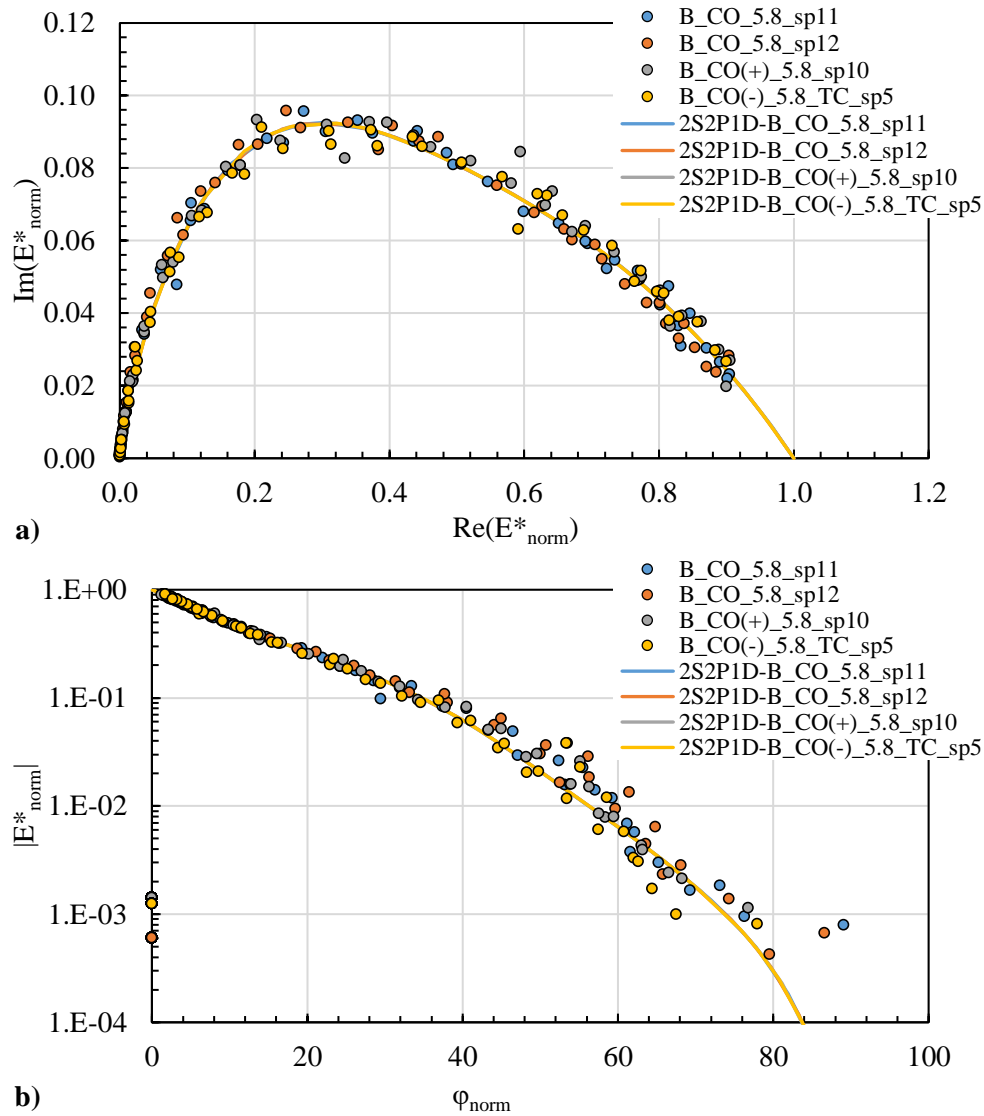 B_CO_5.8_sp11
B_CO_5.8_sp12
B_CO(+)_5.8_sp10
B_CO(-)_5.8_TC_sp5
2S2P1D-B_CO_5.8_sp11
2S2P1D-B_CO_5.8_sp12
2S2P1D-B_CO(+)_5.8_sp10
2S2P1D-B_CO(-)_5.8_TC_sp5
0.12
0.10
0.08
0.06
0.04
0.02
0.00
Im(E*norm)
0.0 0.2 0.4 0.6 0.8 1.0 1.2
Re(E*norm)
a)
B_CO_5.8_sp11
B_CO_5.8_sp12
B_CO(+)_5.8_sp10
B_CO(-)_5.8_TC_sp5
2S2P1D-B_CO_5.8_sp11
2S2P1D-B_CO_5.8_sp12
2S2P1D-B_CO(+)_5.8_sp10
2S2P1D-B_CO(-)_5.8_TC_sp5
1.E+00
1.E-01
1.E-02
1.E-03
1.E-04
|E*norm|
0 20 40 60 80 100
φnorm
b)